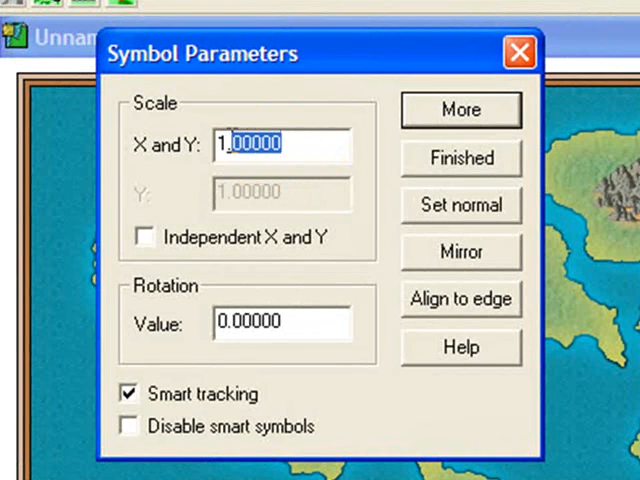 Unnam
Symbol Parameters
Scale
X and Y: 1.00000
Y: 1.00000
Independent X and Y
Rotation
Value: 0.00000
Smart tracking
Disable smart symbols
More
Finished
Set normal
Mirror
Align to edge
Help